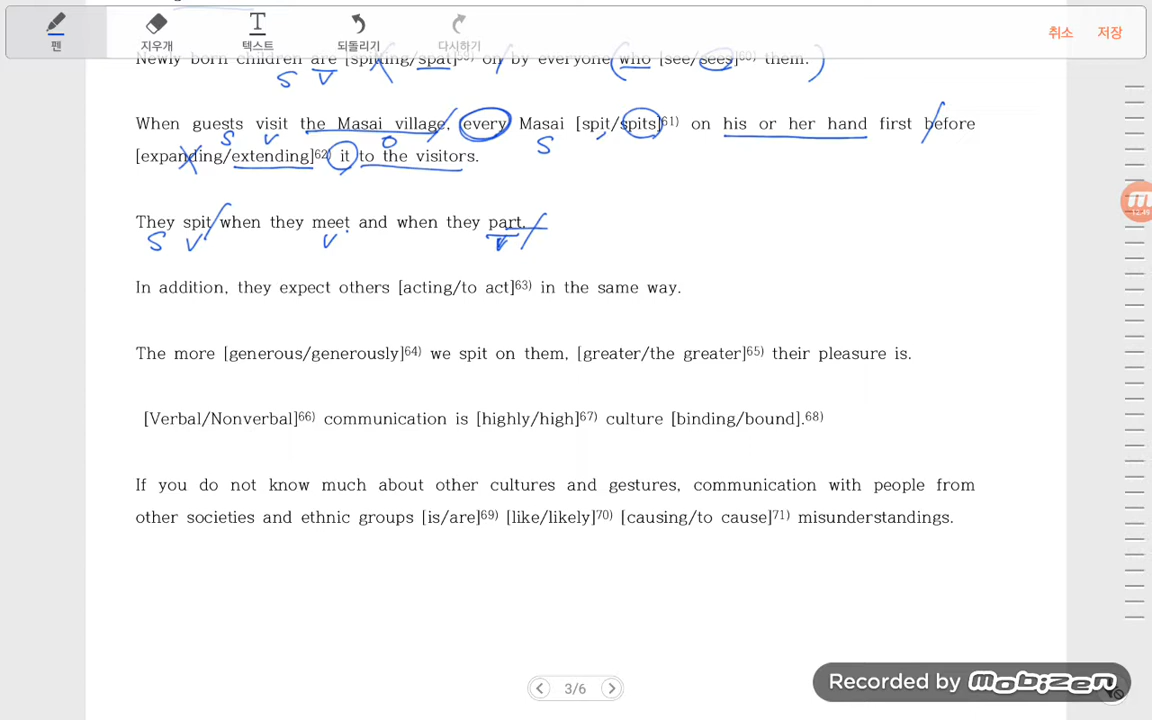 펜 지우개 텍스트 되돌리기 다시하기 취소 저장
Newly born children are [spitting/spat]59) on by everyone who [see/sees]60) them.
S V
When guests visit the Masai village, every Masai [spit/spits]61) on his or her hand first before
S V O S
[expanding/extending]62) it to the visitors.
They spit when they meet and when they part.
S V V V
In addition, they expect others [acting/to act]63) in the same way.
The more [generous/generously]64) we spit on them, [greater/the greater]65) their pleasure is.
[Verbal/Nonverbal]66) communication is [highly/high]67) culture [binding/bound].68)
If you do not know much about other cultures and gestures, communication with people from
other societies and ethnic groups [is/are]69) [like/likely]70) [causing/to cause]71) misunderstandings.
3/6
Recorded by mobizen